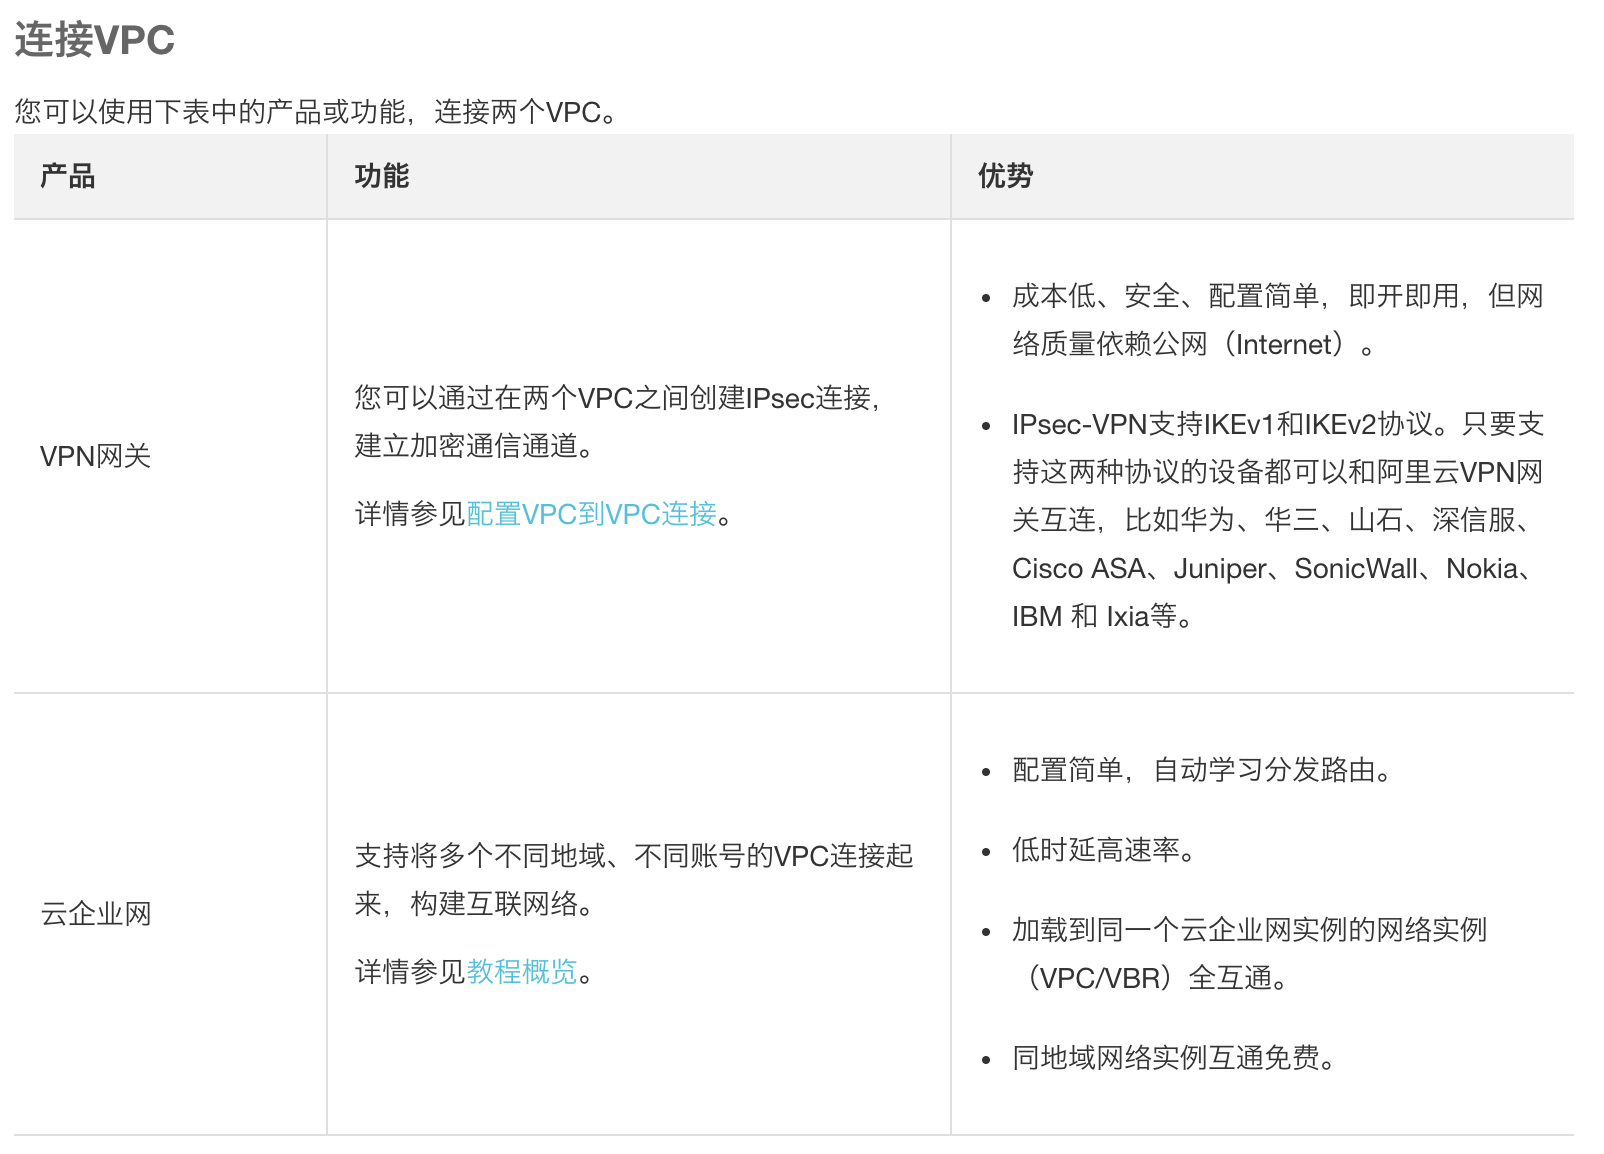 连接VPC
您可以使用下表中的产品或功能，连接两个VPC。
产品
功能
优势
VPN网关
您可以通过在两个VPC之间创建IPsec连接，
建立加密通信通道。
详情参见配置VPC到VPC连接。
• 成本低、安全、配置简单，即开即用，但网
络质量依赖公网（Internet）。
• IPsec-VPN支持IKEv1和IKEv2协议。只要支
持这两种协议的设备都可以和阿里云VPN网
关互连，比如华为、华三、山石、深信服、
Cisco ASA、Juniper、SonicWall、Nokia、
IBM 和 Ixia等。
云企业网
支持将多个不同地域、不同账号的VPC连接起
来，构建互联网络。
详情参见教程概览。
• 配置简单，自动学习分发路由。
• 低时延高速率。
• 加载到同一个云企业网实例的网络实例
（VPC/VBR）全互通。
• 同地域网络实例互通免费。